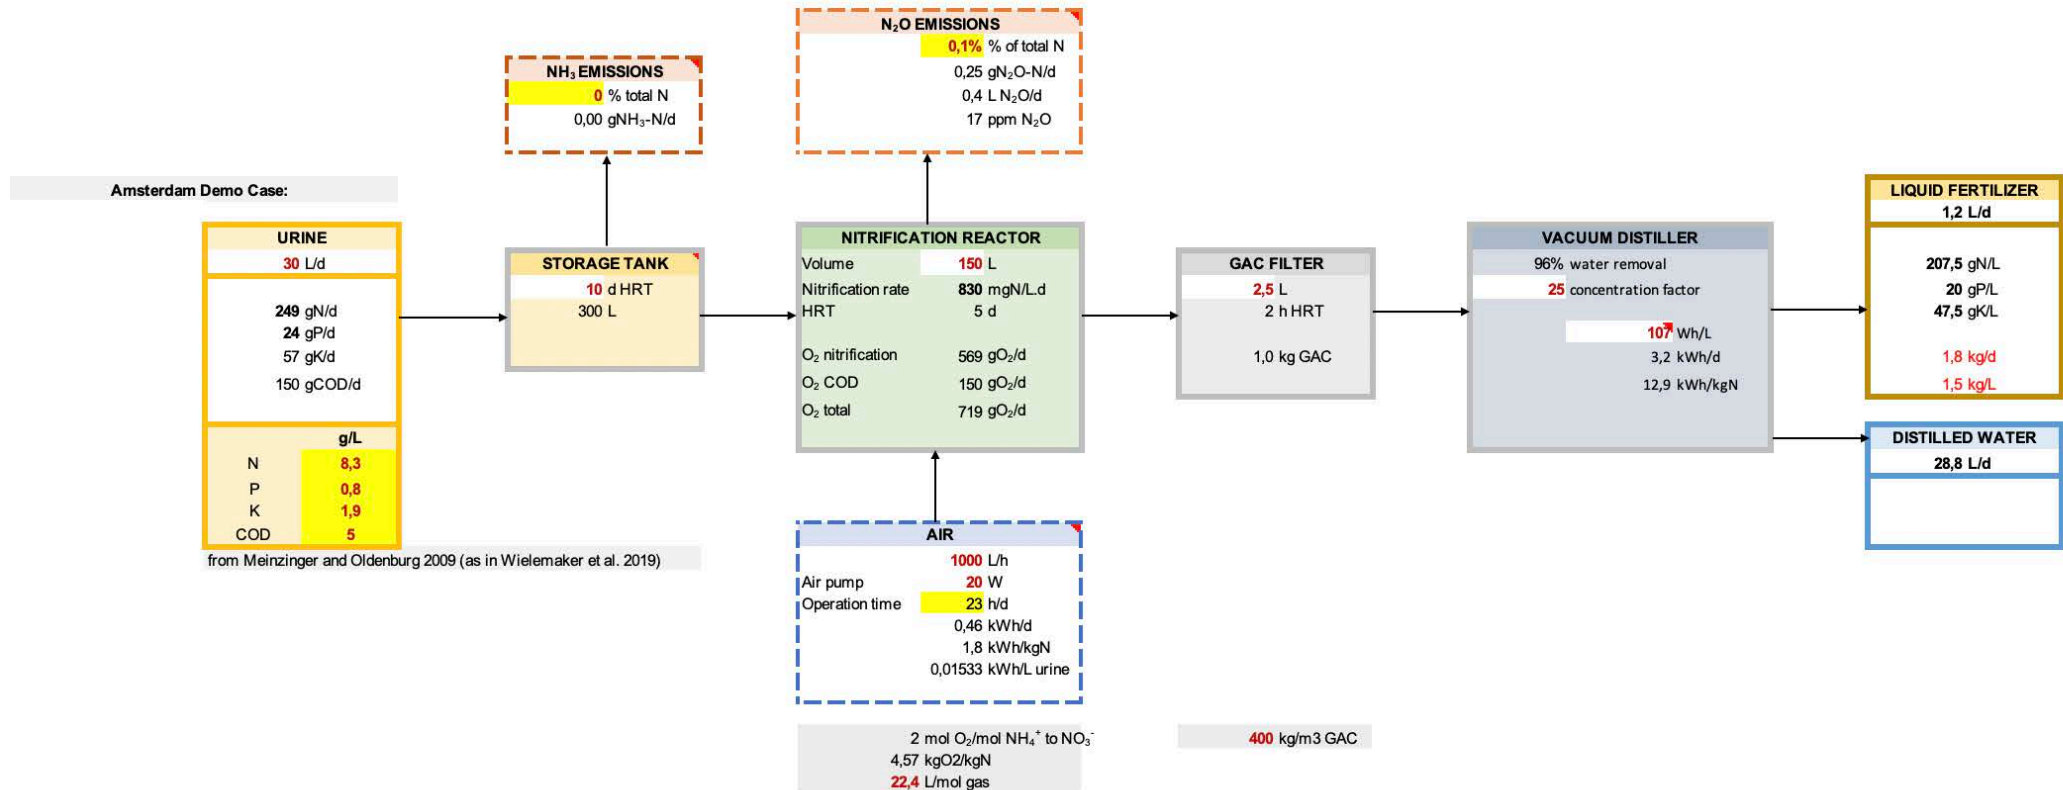 N₂O EMISSIONS
0,1% % of total N
0,25 gN₂O-N/d
0,4 L N₂O/d
17 ppm N₂O
NH₃ EMISSIONS
0 % total N
0,00 gNH₃-N/d
Amsterdam Demo Case:
URINE
30 L/d
249 gN/d
24 gP/d
57 gK/d
150 gCOD/d
g/L
N 8,3
P 0,8
K 1,9
COD 5
from Meinzinger and Oldenburg 2009 (as in Wielemaker et al. 2019)
STORAGE TANK
10 d HRT
300 L
NITRIFICATION REACTOR
Volume 150 L
Nitrification rate 830 mgN/L.d
HRT 5 d
O₂ nitrification 569 gO₂/d
O₂ COD 150 gO₂/d
O₂ total 719 gO₂/d
AIR
1000 L/h
Air pump 20 W
Operation time 23 h/d
0,46 kWh/d
1,8 kWh/kgN
0,01533 kWh/L urine
2 mol O₂/mol NH₄⁺ to NO₃⁻
4,57 kgO2/kgN
22,4 L/mol gas
GAC FILTER
2,5 L
2 h HRT
1,0 kg GAC
400 kg/m3 GAC
VACUUM DISTILLER
96% water removal
25 concentration factor
107 Wh/L
3,2 kWh/d
12,9 kWh/kgN
LIQUID FERTILIZER
1,2 L/d
207,5 gN/L
20 gP/L
47,5 gK/L
1,8 kg/d
1,5 kg/L
DISTILLED WATER
28,8 L/d